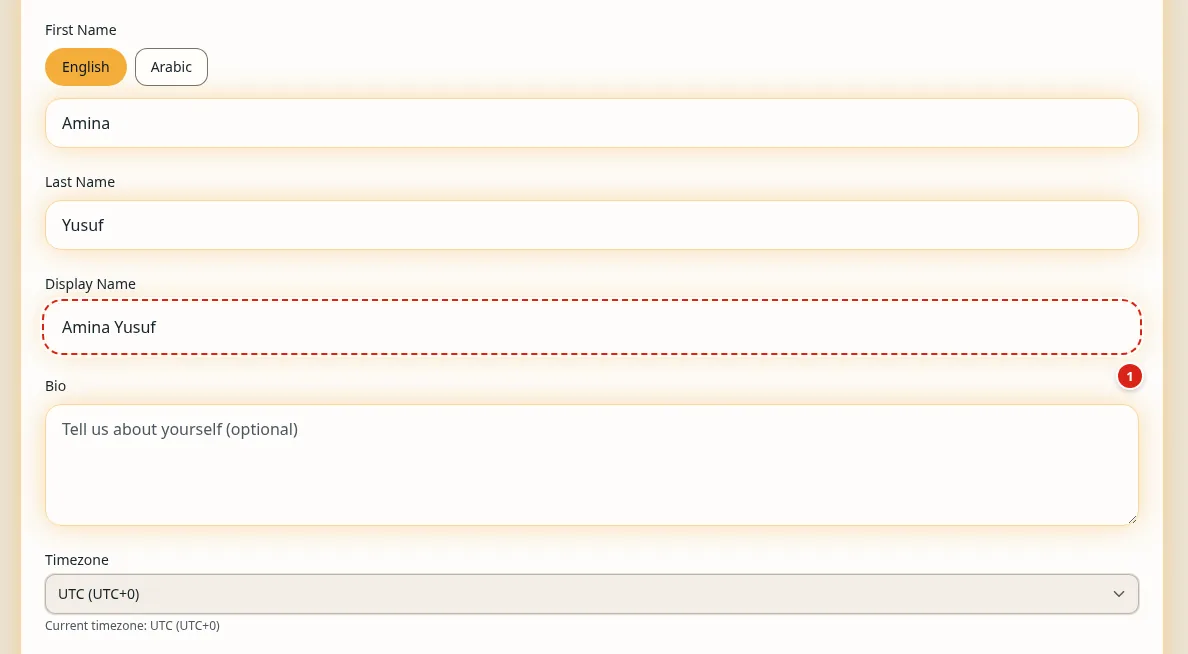 First Name
English Arabic
Amina
Last Name
Yusuf
Display Name
Amina Yusuf
1
Bio
Tell us about yourself (optional)
Timezone
UTC (UTC+0)
Current timezone: UTC (UTC+0)